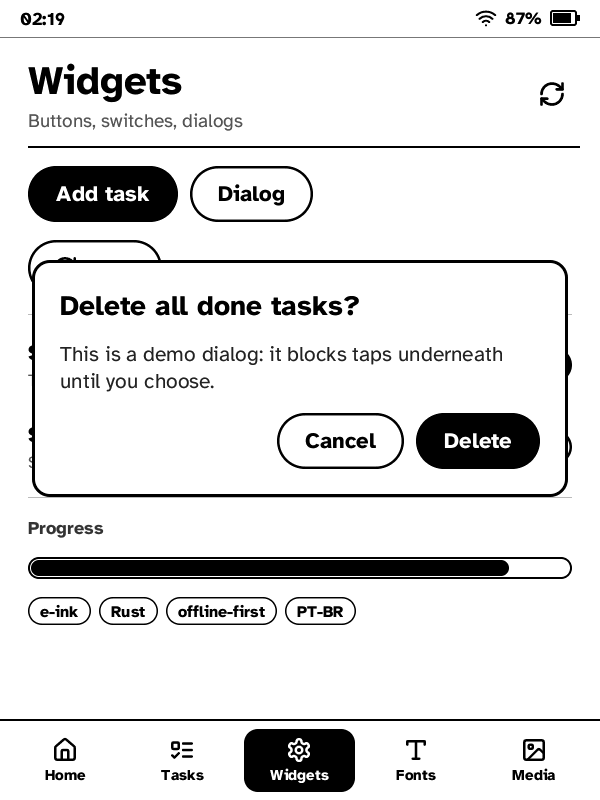 02:19
87%
Widgets
Buttons, switches, dialogs
Add task
Dialog
Delete all done tasks?
This is a demo dialog: it blocks taps underneath
until you choose.
Cancel
Delete
Progress
e-ink Rust offline-first PT-BR
Home Tasks Widgets Fonts Media